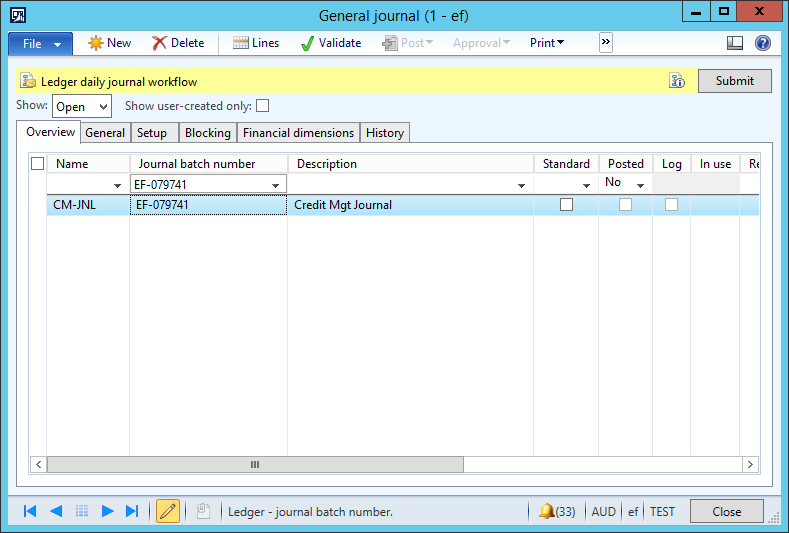 General journal (1 - ef)
File New Delete Lines Validate Post Approval Print »
Ledger daily journal workflow Submit
Show: Open Show user-created only:
Overview General Setup Blocking Financial dimensions History
Name Journal batch number Description Standard Posted Log In use Re
EF-079741 No
CM-JNL EF-079741 Credit Mgt Journal
Ledger - journal batch number. (33) AUD ef TEST Close